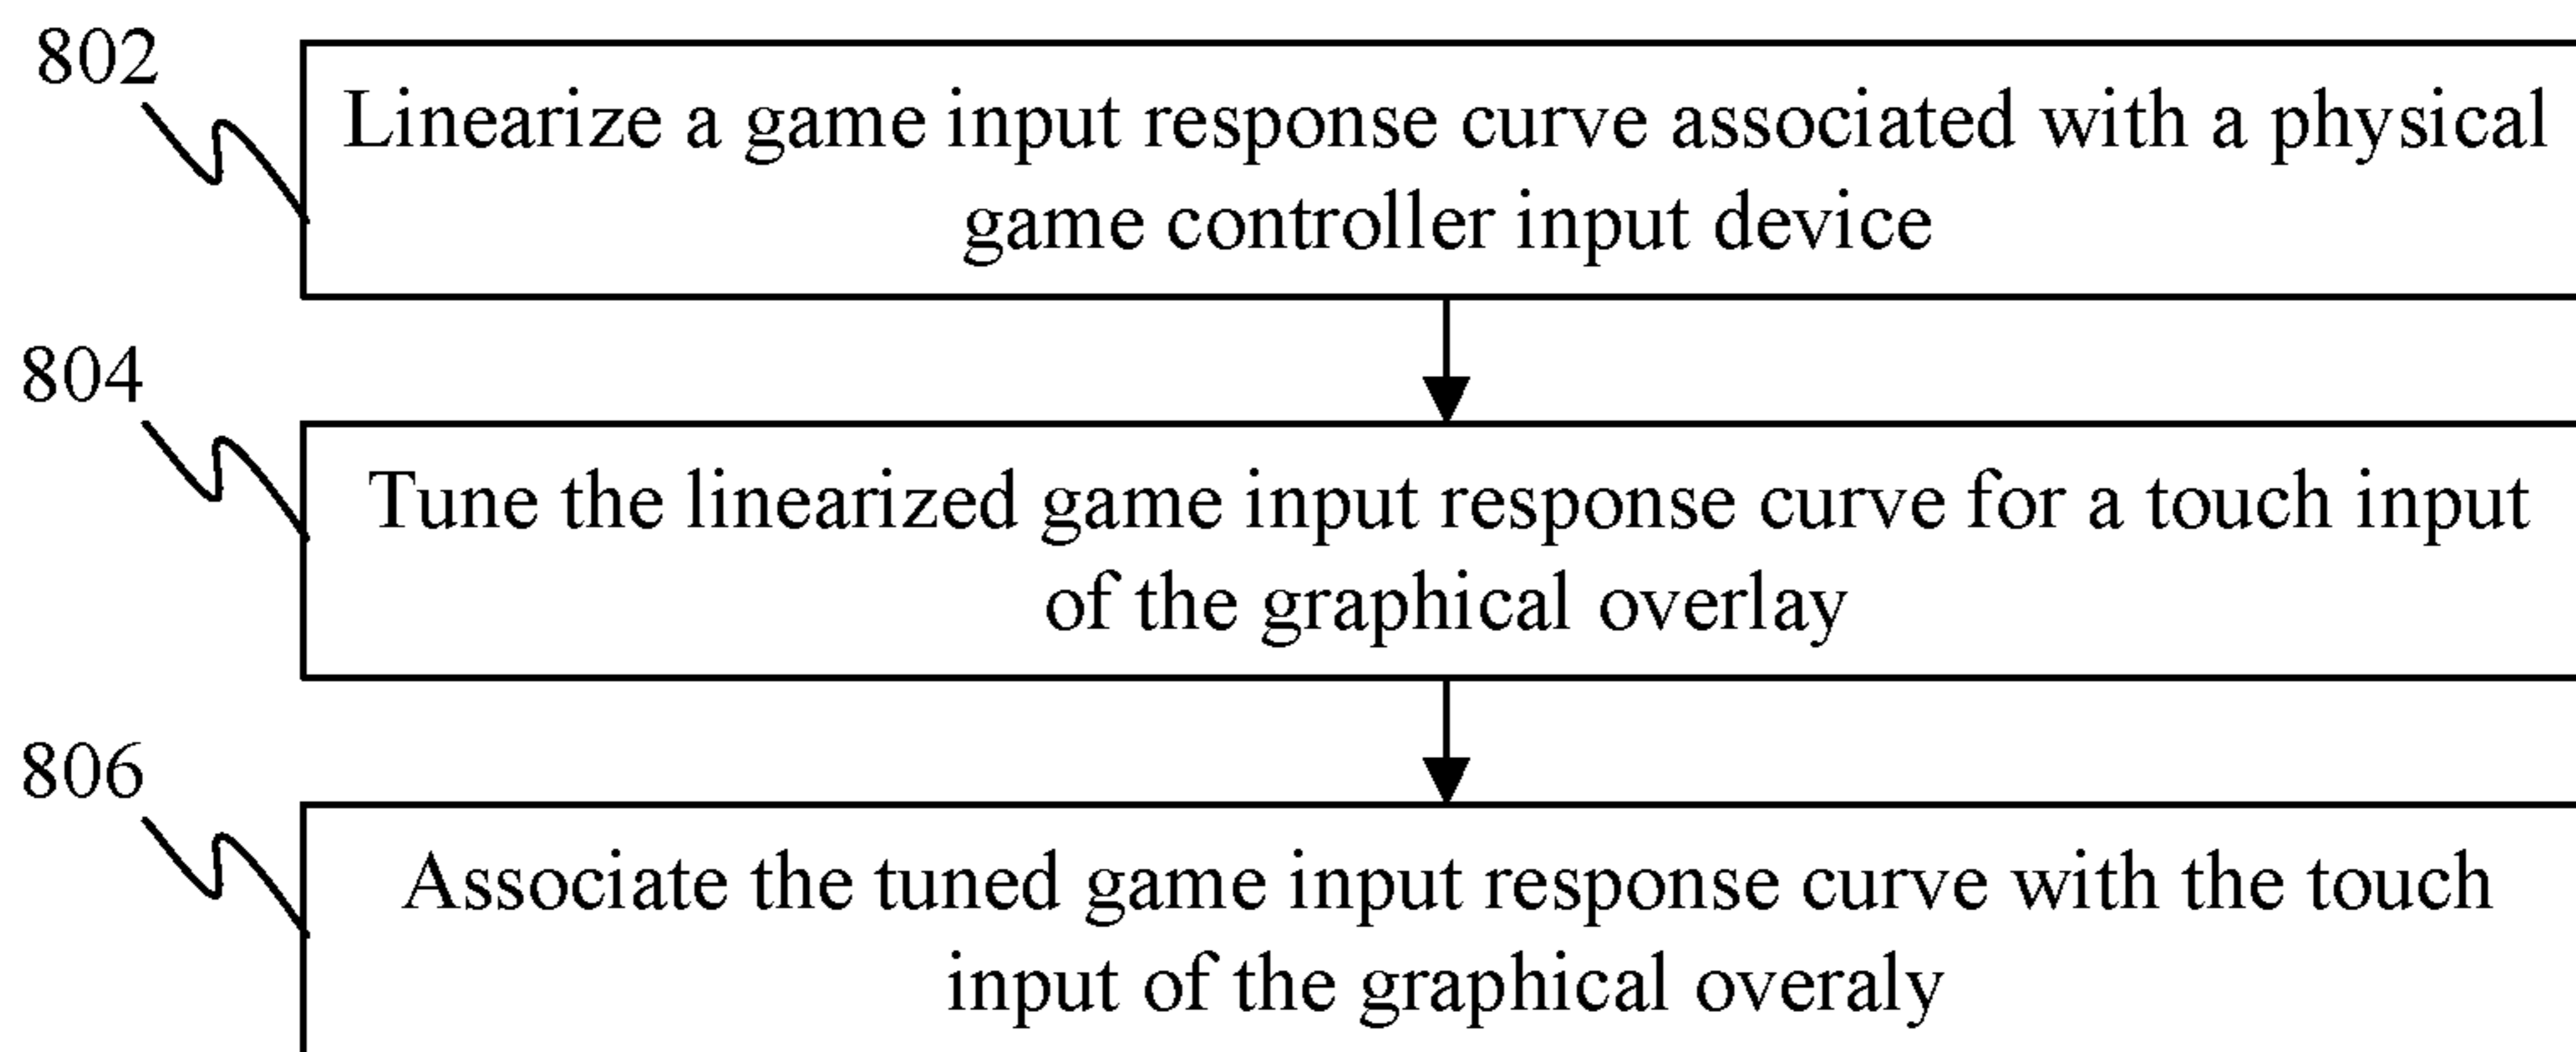 802
Linearize a game input response curve associated with a physical
game controller input device
804
Tune the linearized game input response curve for a touch input
of the graphical overlay
806
Associate the tuned game input response curve with the touch
input of the graphical overaly